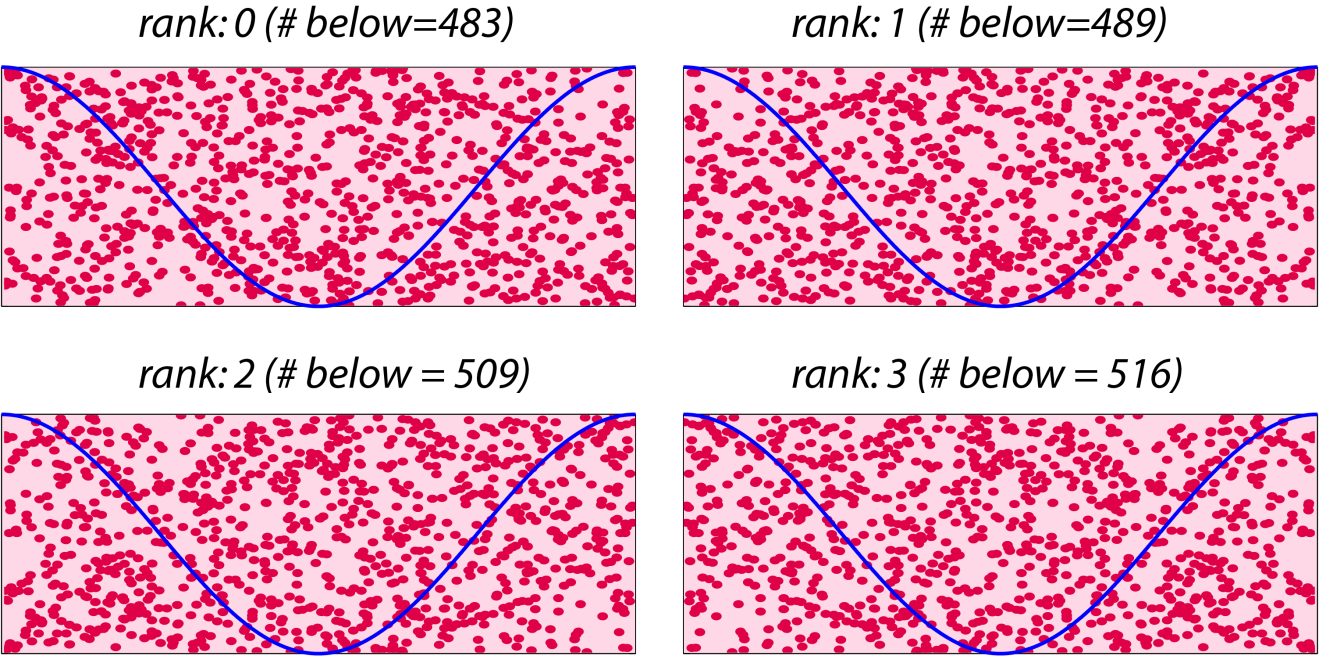 rank: 0 (# below=483)
rank: 1 (# below=489)
rank: 2 (# below = 509)
rank: 3 (# below = 516)